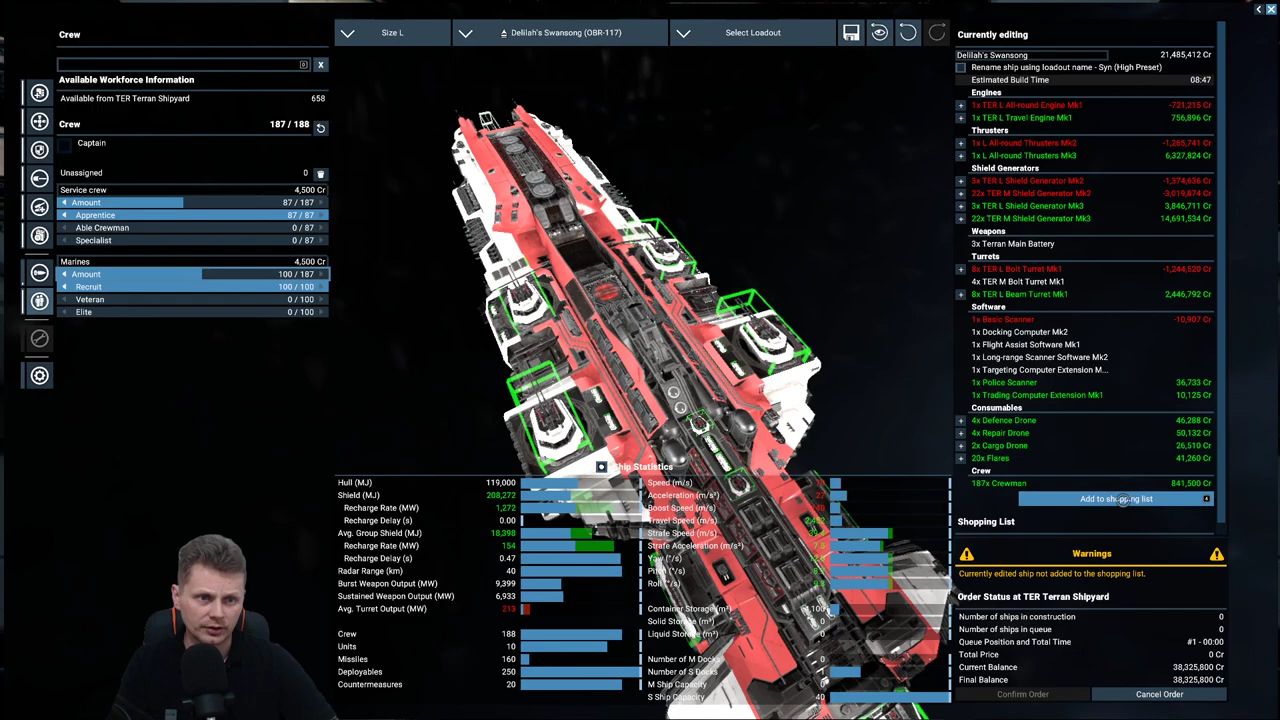 Crew
Available Workforce Information
Available from TER Terran Shipyard 658
Crew 187 / 188
Captain
Unassigned 0
Service crew 4,500 Cr
Amount 87 / 187
Apprentice 87 / 87
Able Crewman 0 / 87
Specialist 0 / 87
Marines 4,500 Cr
Amount 100 / 187
Recruit 100 / 100
Veteran 0 / 100
Elite 0 / 100
Size L
Delilah's Swansong (OBR-117)
Select Loadout
Ship Statistics
Hull (MJ) 119,000
Shield (MJ) 208,272
Recharge Rate (MW) 1,272
Recharge Delay (s) 0.00
Avg. Group Shield (MJ) 18,398
Recharge Rate (MW) 154
Recharge Delay (s) 0.47
Radar Range (km) 40
Burst Weapon Output (MW) 9,399
Sustained Weapon Output (MW) 6,933
Avg. Turret Output (MW) 213
Crew 188
Units 10
Missiles 160
Deployables 250
Countermeasures 20
Speed (m/s)
Acceleration (m/s²) 27
Boost Speed (m/s)
Travel Speed (m/s)
Strafe Speed (m/s)
Strafe Acceleration (m/s²)
Yaw (°/s)
Pitch (°/s)
Roll (°/s)
Container Storage (m³)
Solid Storage (m³) 0
Liquid Storage (m³) 0
Number of M Docks 0
Number of S Docks 1
M Ship Capacity 0
S Ship Capacity 40
Currently editing
Delilah's Swansong 21,485,412 Cr
Rename ship using loadout name - Syn (High Preset)
Estimated Build Time 08:47
Engines
1x TER L All-round Engine Mk1 -721,215 Cr
1x TER L Travel Engine Mk1 756,896 Cr
Thrusters
1x L All-round Thrusters Mk2 -1,265,741 Cr
1x L All-round Thrusters Mk3 6,327,824 Cr
Shield Generators
3x TER L Shield Generator Mk2 -1,374,636 Cr
22x TER M Shield Generator Mk2 -3,019,874 Cr
3x TER L Shield Generator Mk3 3,846,711 Cr
22x TER M Shield Generator Mk3 14,691,534 Cr
Weapons
3x Terran Main Battery
Turrets
8x TER L Bolt Turret Mk1 -1,244,520 Cr
4x TER M Bolt Turret Mk1
8x TER L Beam Turret Mk1 2,446,792 Cr
Software
1x Basic Scanner -10,907 Cr
1x Docking Computer Mk2
1x Flight Assist Software Mk1
1x Long-range Scanner Software Mk2
1x Targeting Computer Extension M...
1x Police Scanner 36,733 Cr
1x Trading Computer Extension Mk1 10,125 Cr
Consumables
4x Defence Drone 46,288 Cr
4x Repair Drone 50,132 Cr
2x Cargo Drone 26,510 Cr
20x Flares 41,260 Cr
Crew
187x Crewman 841,500 Cr
Add to shopping list
Shopping List
Warnings
Currently edited ship not added to the shopping list.
Order Status at TER Terran Shipyard
Number of ships in construction 0
Number of ships in queue 0
Queue Position and Total Time #1 - 00:00
Total Price 0 Cr
Current Balance 38,325,800 Cr
Final Balance 38,325,800 Cr
Confirm Order
Cancel Order